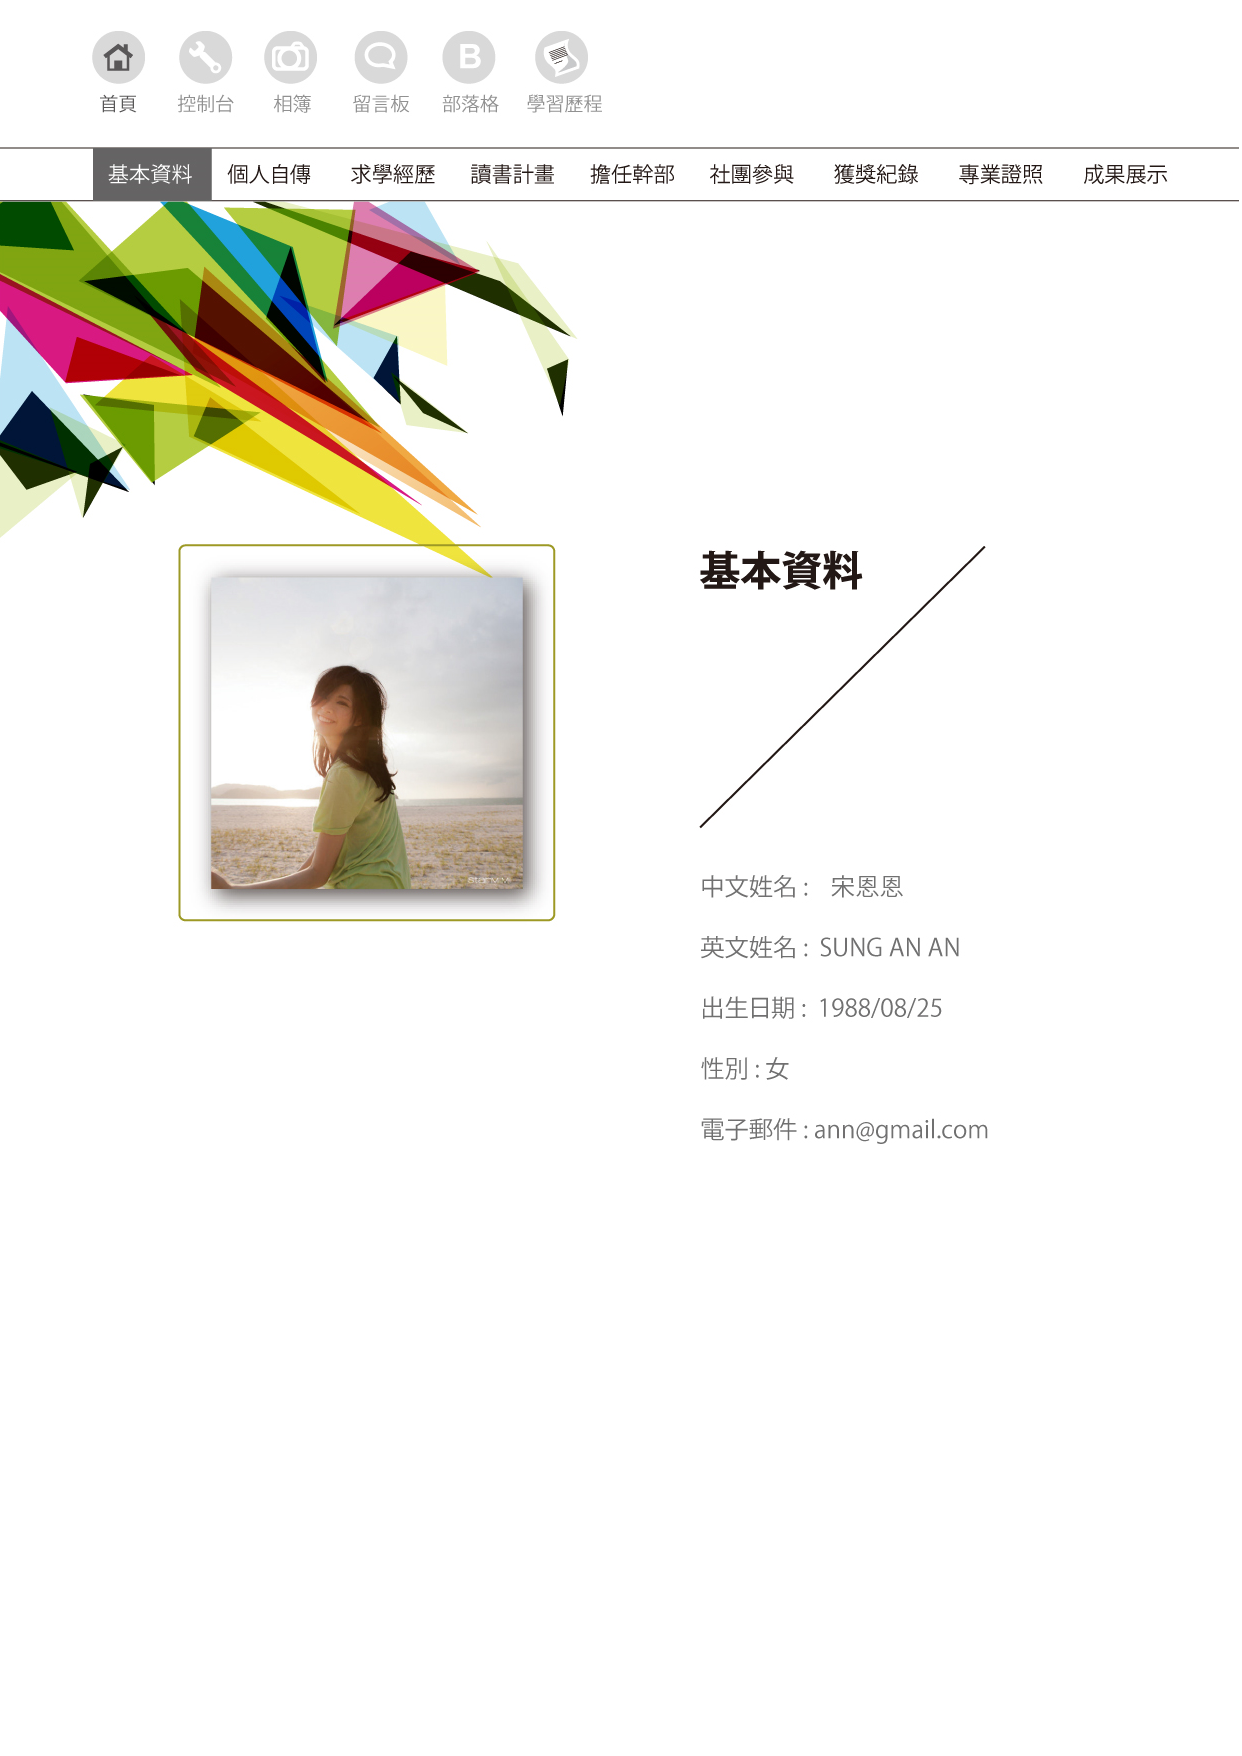 首頁 控制台 相簿 留言板 部落格 學習歷程
基本資料 個人自傳 求學經歷 讀書計畫 擔任幹部 社團參與 獲獎紀錄 專業證照 成果展示
基本資料
中文姓名 : 宋恩恩
英文姓名 : SUNG AN AN
出生日期 : 1988/08/25
性別 : 女
電子郵件 : ann@gmail.com